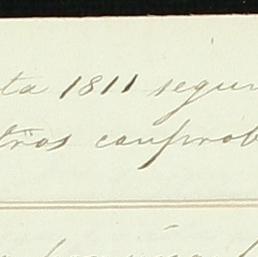 ta 1811 segun
tros comprob